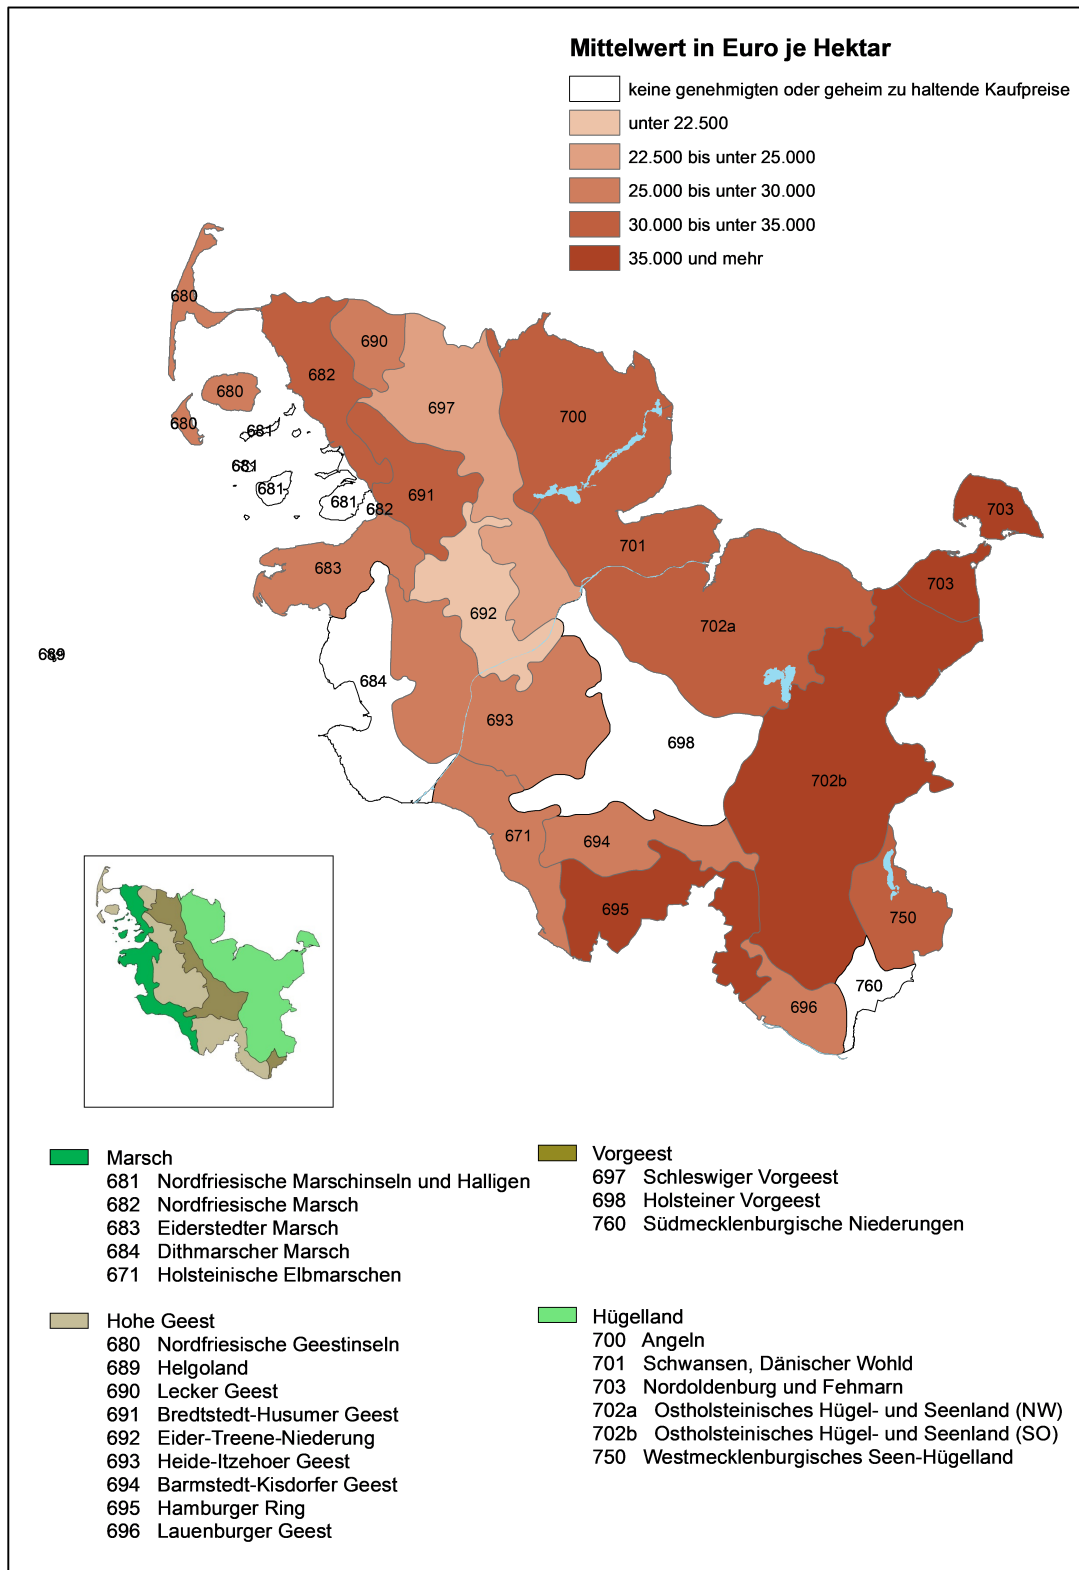 Mittelwert in Euro je Hektar
keine genehmigten oder geheim zu haltende Kaufpreise
unter 22.500
22.500 bis unter 25.000
25.000 bis unter 30.000
30.000 bis unter 35.000
35.000 und mehr
680
690
682
680
697
700
680
681
681
681
681
682
691
703
701
683
703
692
702a
689
684
693
698
702b
671
694
695
750
760
696
Marsch
681 Nordfriesische Marschinseln und Halligen
682 Nordfriesische Marsch
683 Eiderstedter Marsch
684 Dithmarscher Marsch
671 Holsteinische Elbmarschen
Hohe Geest
680 Nordfriesische Geestinseln
689 Helgoland
690 Lecker Geest
691 Bredtstedt-Husumer Geest
692 Eider-Treene-Niederung
693 Heide-Itzehoer Geest
694 Barmstedt-Kisdorfer Geest
695 Hamburger Ring
696 Lauenburger Geest
Vorgeest
697 Schleswiger Vorgeest
698 Holsteiner Vorgeest
760 Südmecklenburgische Niederungen
Hügelland
700 Angeln
701 Schwansen, Dänischer Wohld
703 Nordoldenburg und Fehmarn
702a Ostholsteinisches Hügel- und Seenland (NW)
702b Ostholsteinisches Hügel- und Seenland (SO)
750 Westmecklenburgisches Seen-Hügelland